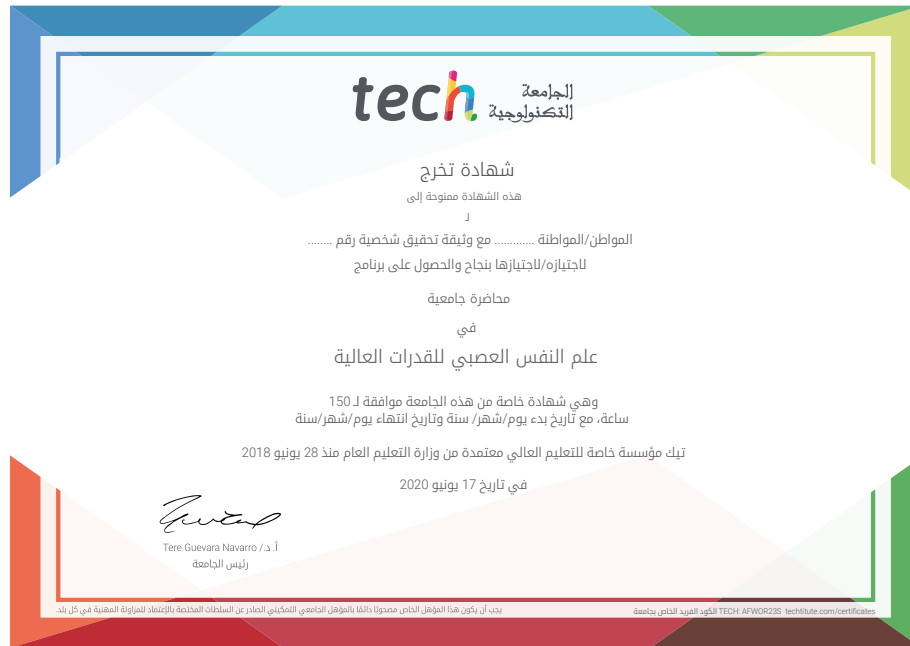 tech الجامعة
التكنولوجية
شهادة تخرج
هذه الشهادة ممنوحة إلى
لـ
المواطن/المواطنة ............ مع وثيقة تحقيق شخصية رقم ........
لاجتيازه/لاجتيازها بنجاح والحصول على برنامج
محاضرة جامعية
في
علم النفس العصبي للقدرات العالية
وهي شهادة خاصة من هذه الجامعة موافقة لـ 150
ساعة، مع تاريخ بدء يوم/شهر/ سنة وتاريخ انتهاء يوم/شهر/سنة
تيك مؤسسة خاصة للتعليم العالي معتمدة من وزارة التعليم العام منذ 28 يونيو 2018
في تاريخ 17 يونيو 2020
أ. د./ Tere Guevara Navarro
رئيس الجامعة
يجب أن يكون هذا المؤهل الخاص مصحوبًا دائمًا بالمؤهل الجامعي التمكيني الصادر عن السلطات المختصة بالإعتماد للمزاولة المهنية في كل بلد.
الكود الفريد الخاص بجامعة TECH: AFWOR23S techtitute.com/certificates